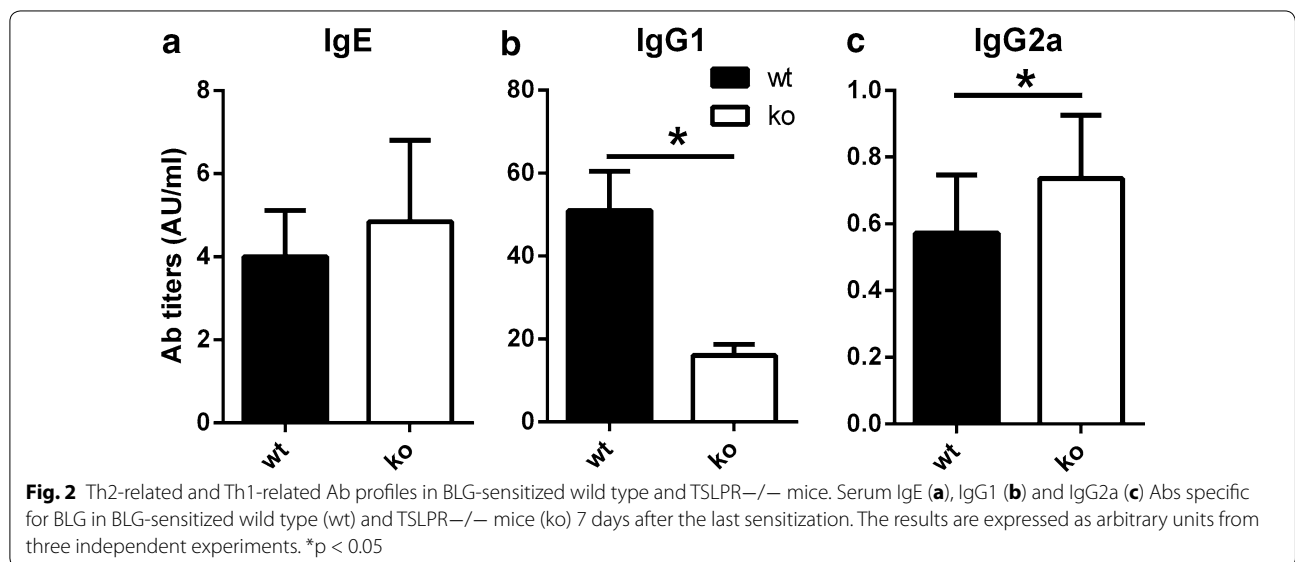 a IgE b IgG1 c IgG2a
wt
ko
Ab titers (AU/ml)
8
6
4
2
0
wt ko
80
60
40
20
0
*
wt ko
1.0
0.8
0.6
0.4
0.2
0.0
*
wt ko
Fig. 2 Th2-related and Th1-related Ab profiles in BLG-sensitized wild type and TSLPR−/− mice. Serum IgE (a), IgG1 (b) and IgG2a (c) Abs specific
for BLG in BLG-sensitized wild type (wt) and TSLPR−/− mice (ko) 7 days after the last sensitization. The results are expressed as arbitrary units from
three independent experiments. *p < 0.05